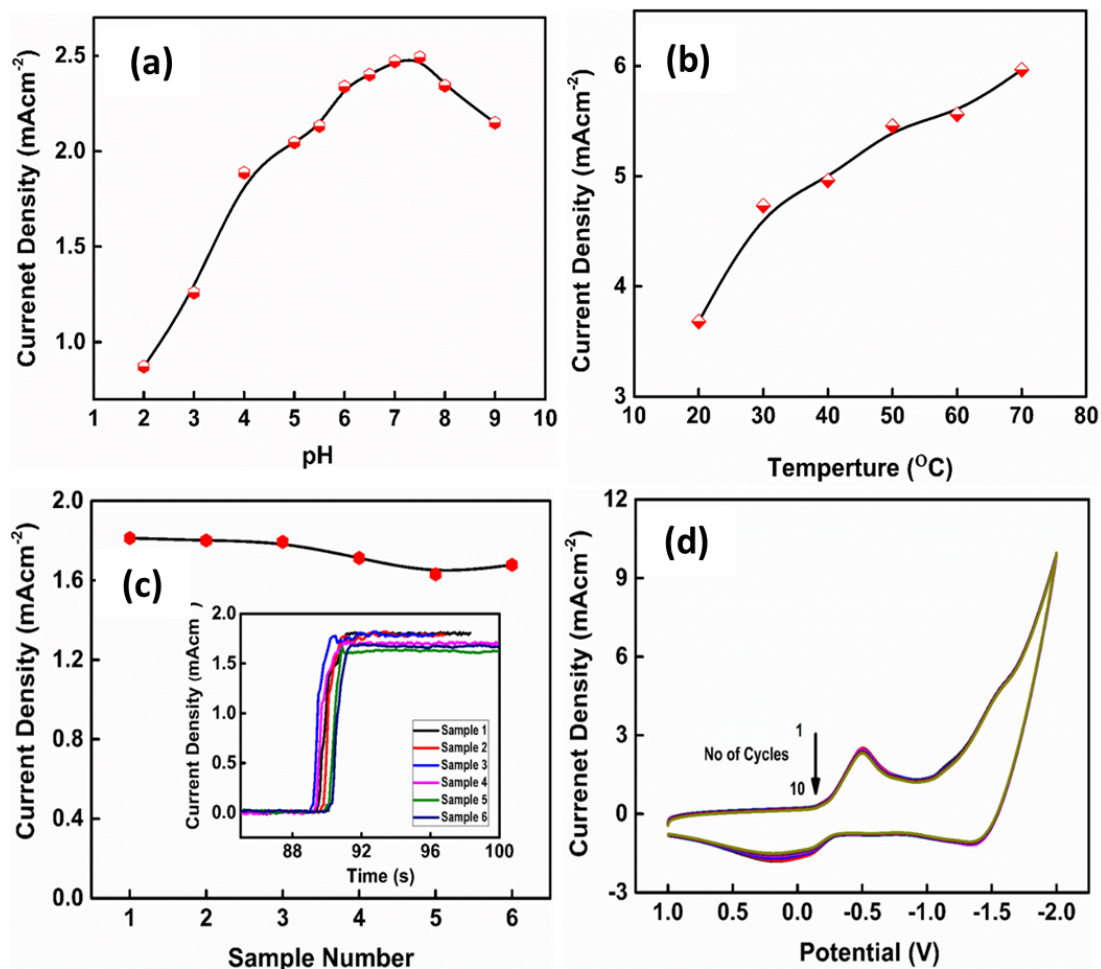 (a)
Currenet Density (mAcm-2)
2.5
2.0
1.5
1.0
1 2 3 4 5 6 7 8 9 10
pH
(b)
Current Density (mAcm-2)
6
5
4
3
10 20 30 40 50 60 70 80
Temperture (OC)
(c)
Current Density (mAcm-2)
2.0
1.6
1.2
0.8
0.4
0.0
1 2 3 4 5 6
Sample Number
Current Density (mAcm-2)
2.0
1.5
1.0
0.5
0.0
88 92 96 100
Time (s)
Sample 1
Sample 2
Sample 3
Sample 4
Sample 5
Sample 6
(d)
Currenet Density (mAcm-2)
12
9
6
3
0
-3
1
No of Cycles
10
1.0 0.5 0.0 -0.5 -1.0 -1.5 -2.0
Potential (V)